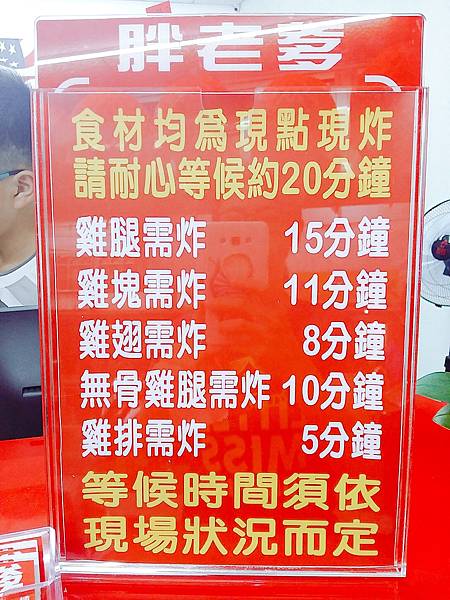 胖老爹
食材均為現點現炸
請耐心等候約20分鐘
雞腿需炸 15分鐘
雞塊需炸 11分鐘
雞翅需炸 8分鐘
無骨雞腿需炸 10分鐘
雞排需炸 5分鐘
等候時間須依
現場狀況而定